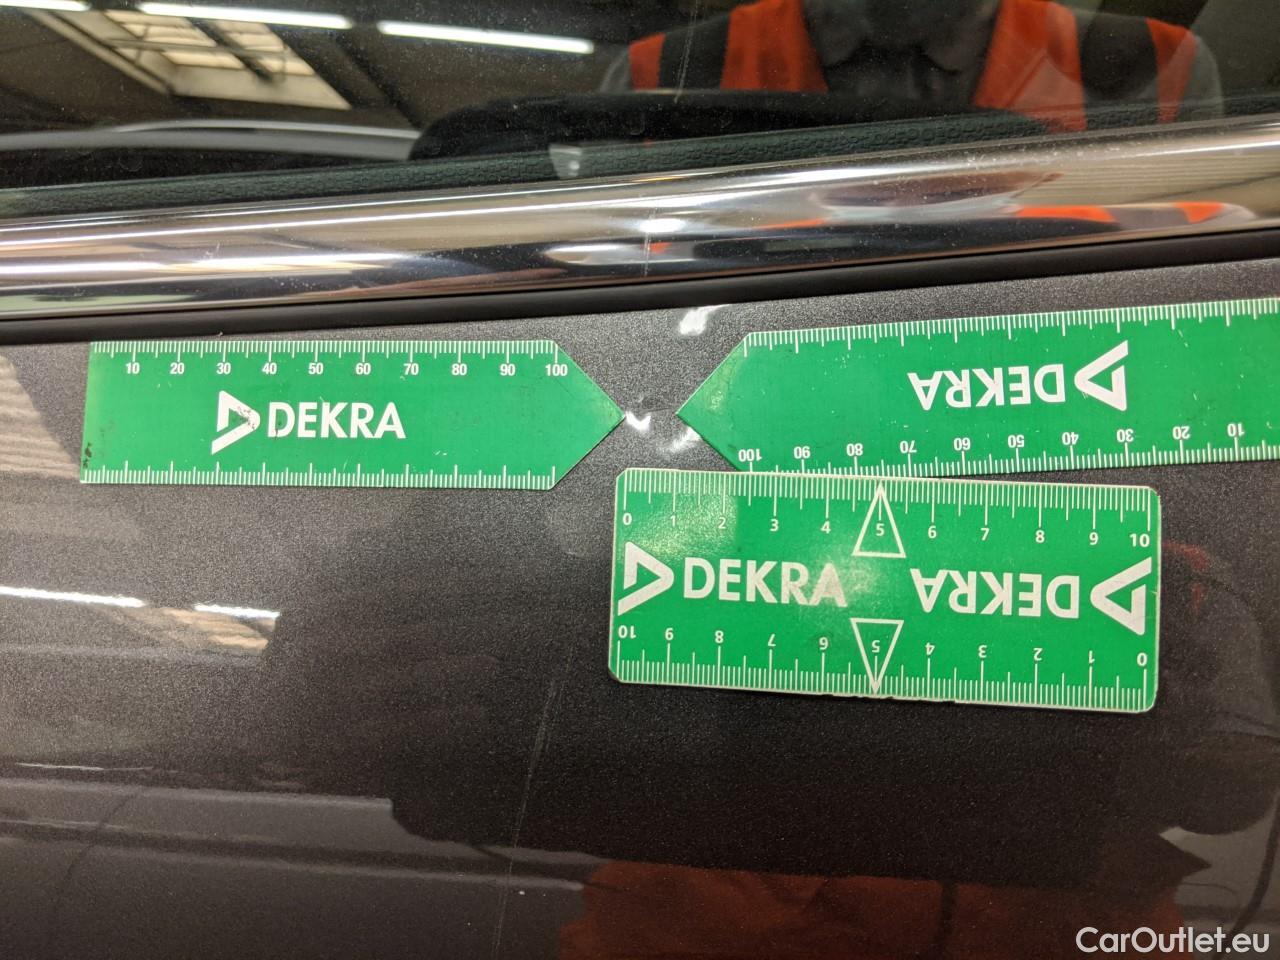 10 20 30 40 50 60 70 80 90 100
DEKRA
DEKRA
100 90 80 70 60 50 40 30 20 10
0 1 2 3 4 5 6 7 8 9 10
DEKRA DEKRA
10 9 8 7 6 5 4 3 2 1 0
CarOutlet.eu